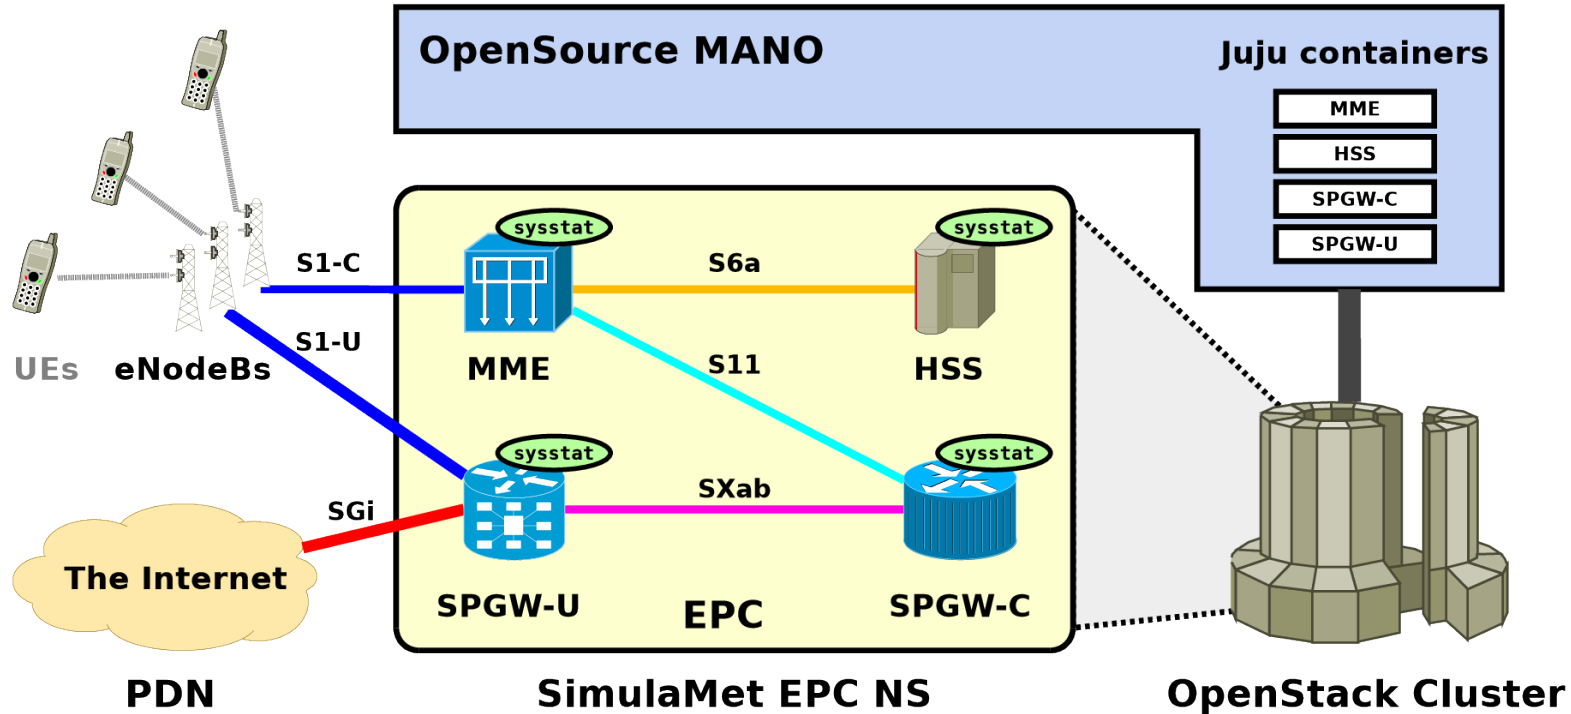 OpenSource MANO
Juju containers
MME
HSS
SPGW-C
SPGW-U
sysstat
sysstat
S1-C
S6a
S1-U
UEs
eNodeBs
MME
S11
HSS
sysstat
sysstat
SXab
SGi
The Internet
SPGW-U
EPC
SPGW-C
PDN
SimulaMet EPC NS
OpenStack Cluster